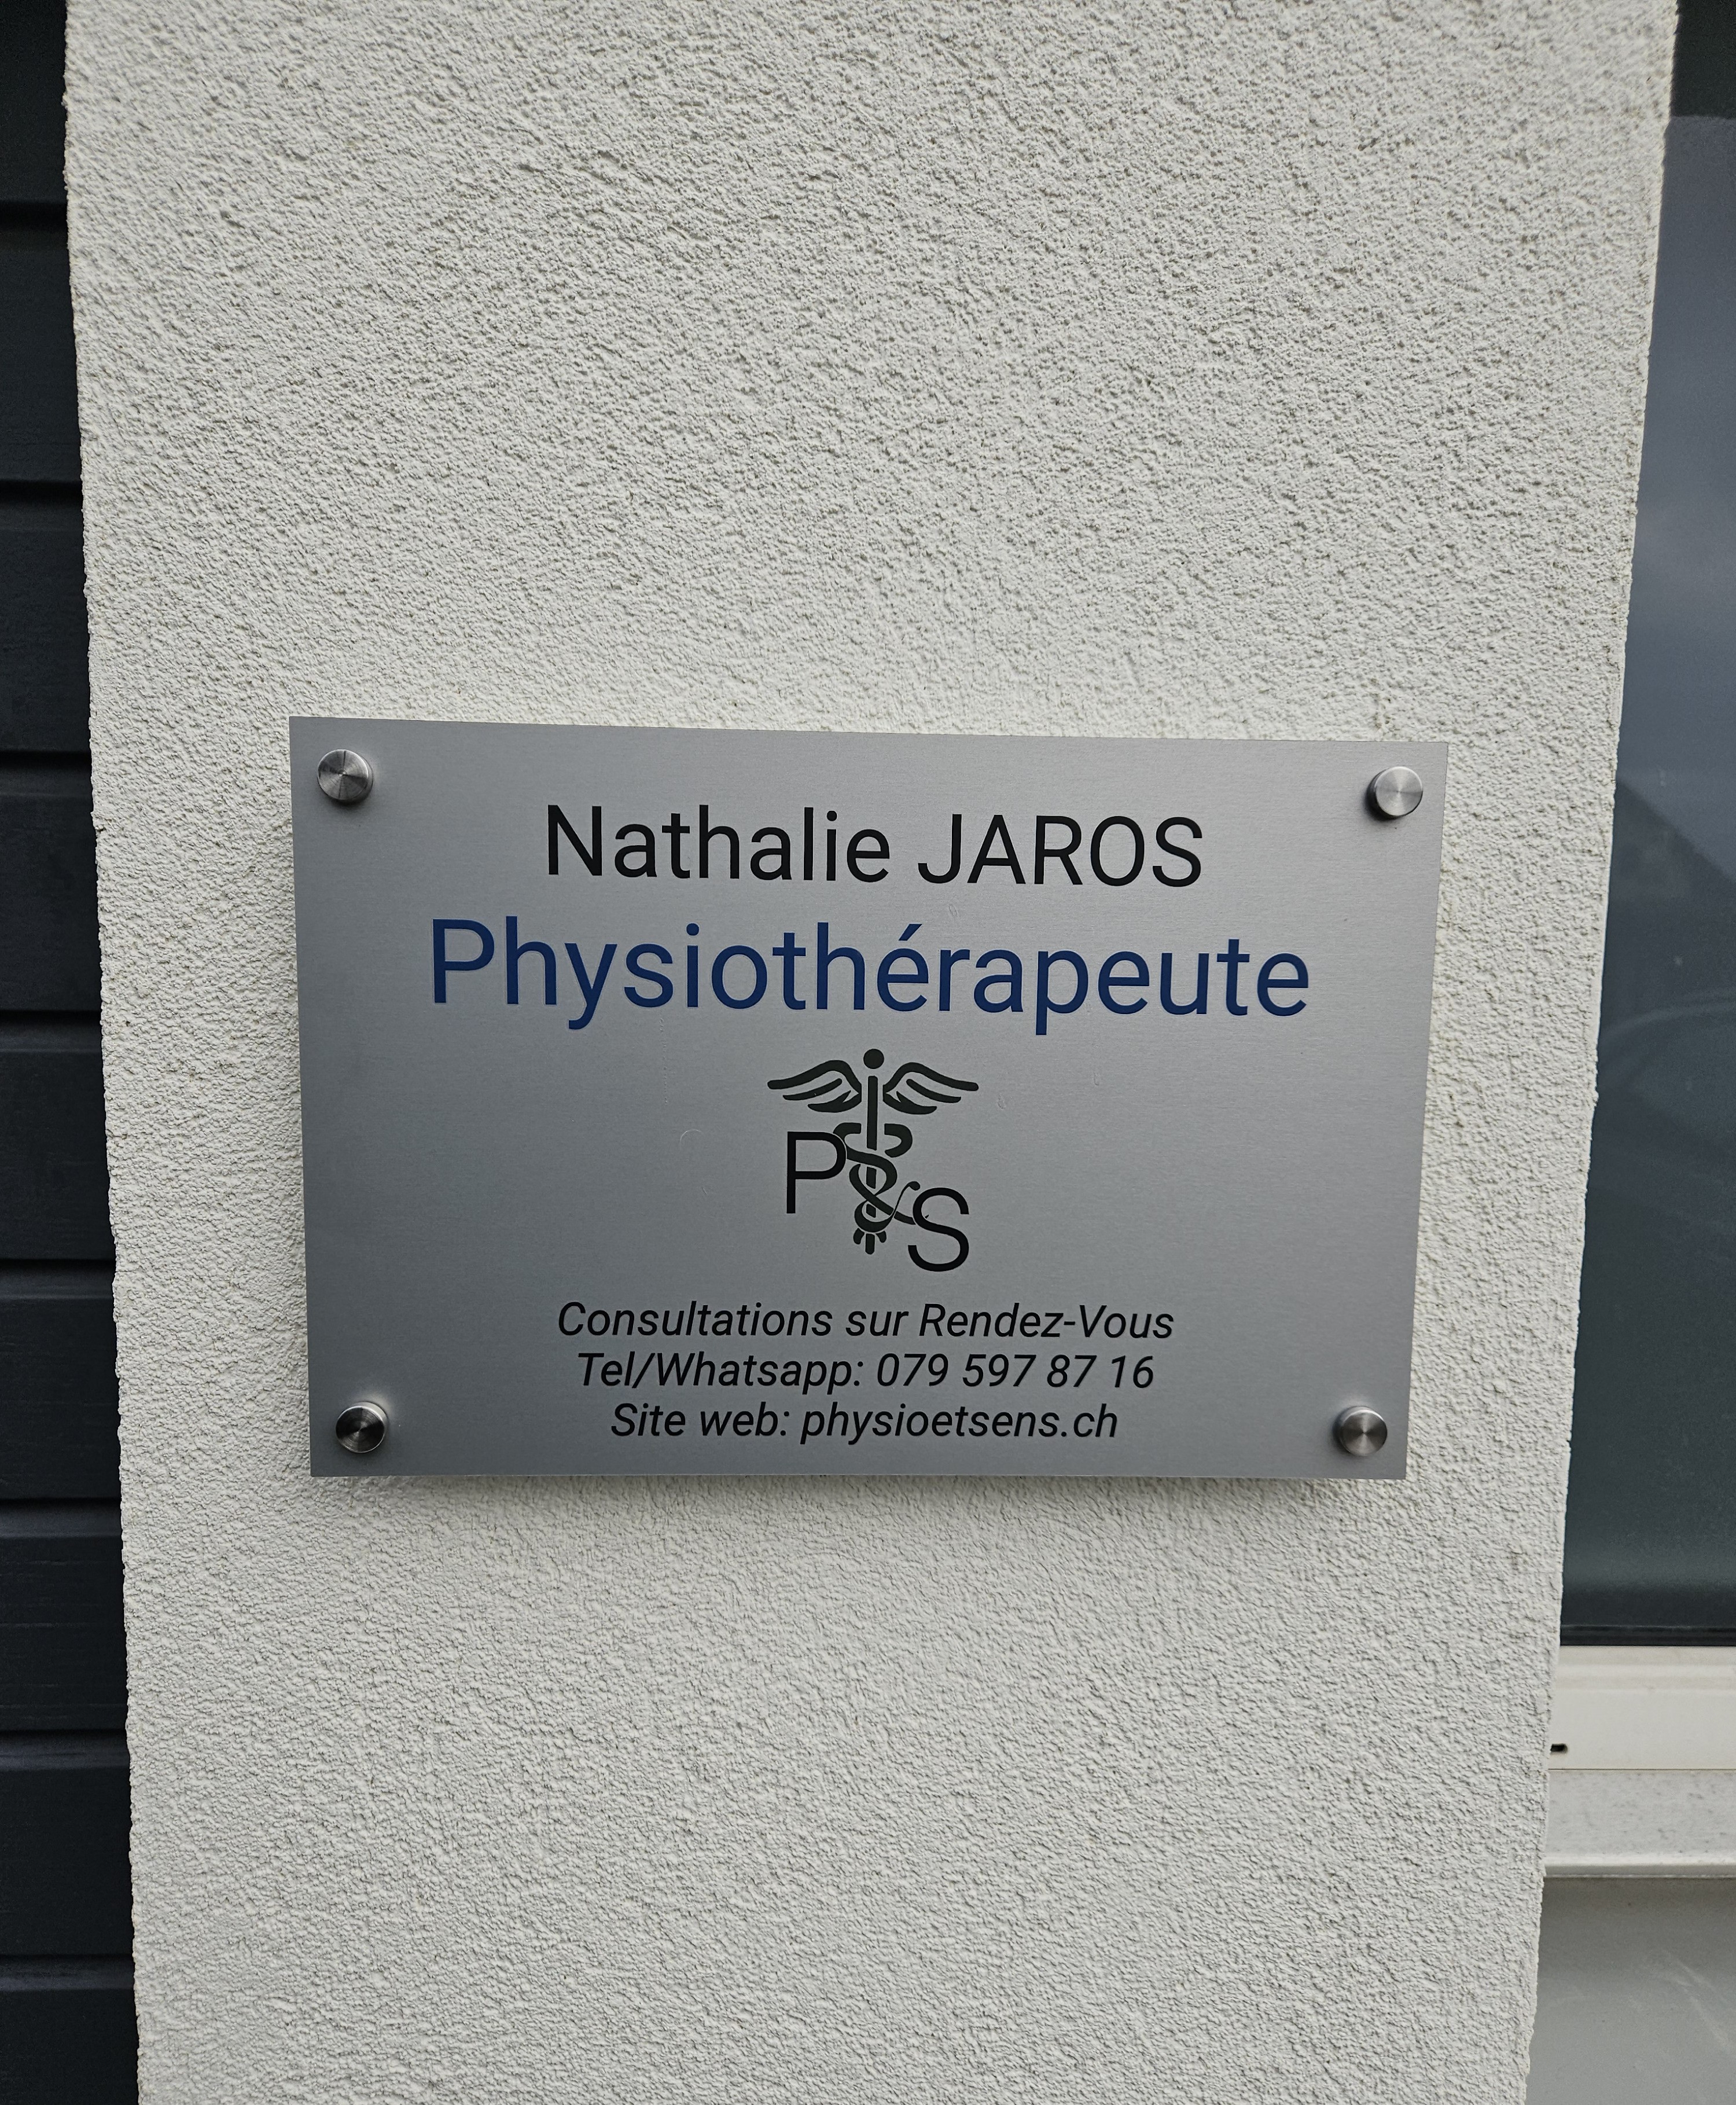 Nathalie JAROS
Physiothérapeute
P&S
Consultations sur Rendez-Vous
Tel/Whatsapp: 079 597 87 16
Site web: physioetsens.ch